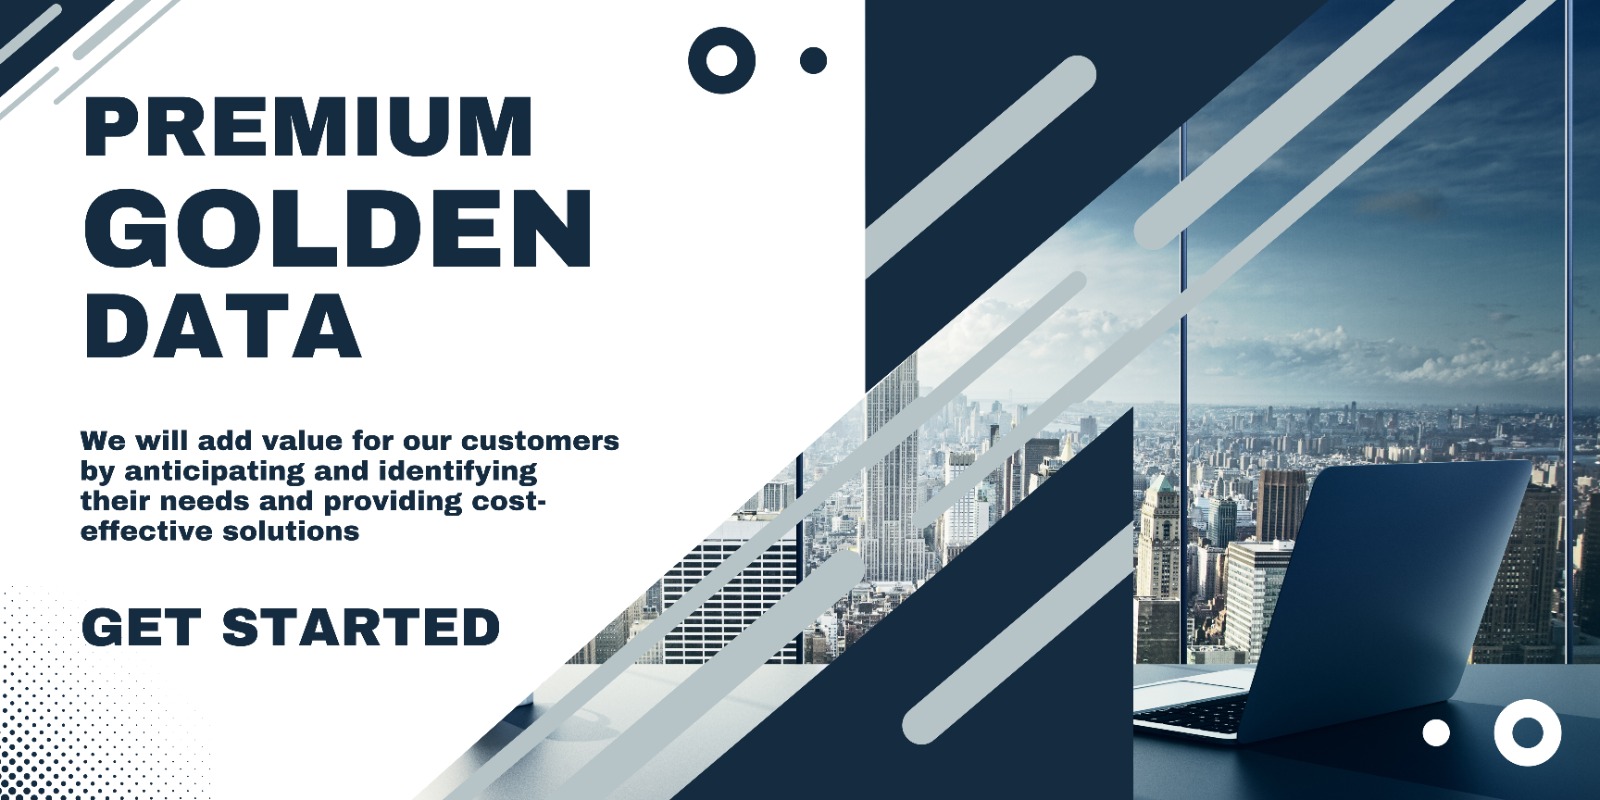 PREMIUM
GOLDEN
DATA
We will add value for our customers
by anticipating and identifying
their needs and providing cost-
effective solutions
GET STARTED